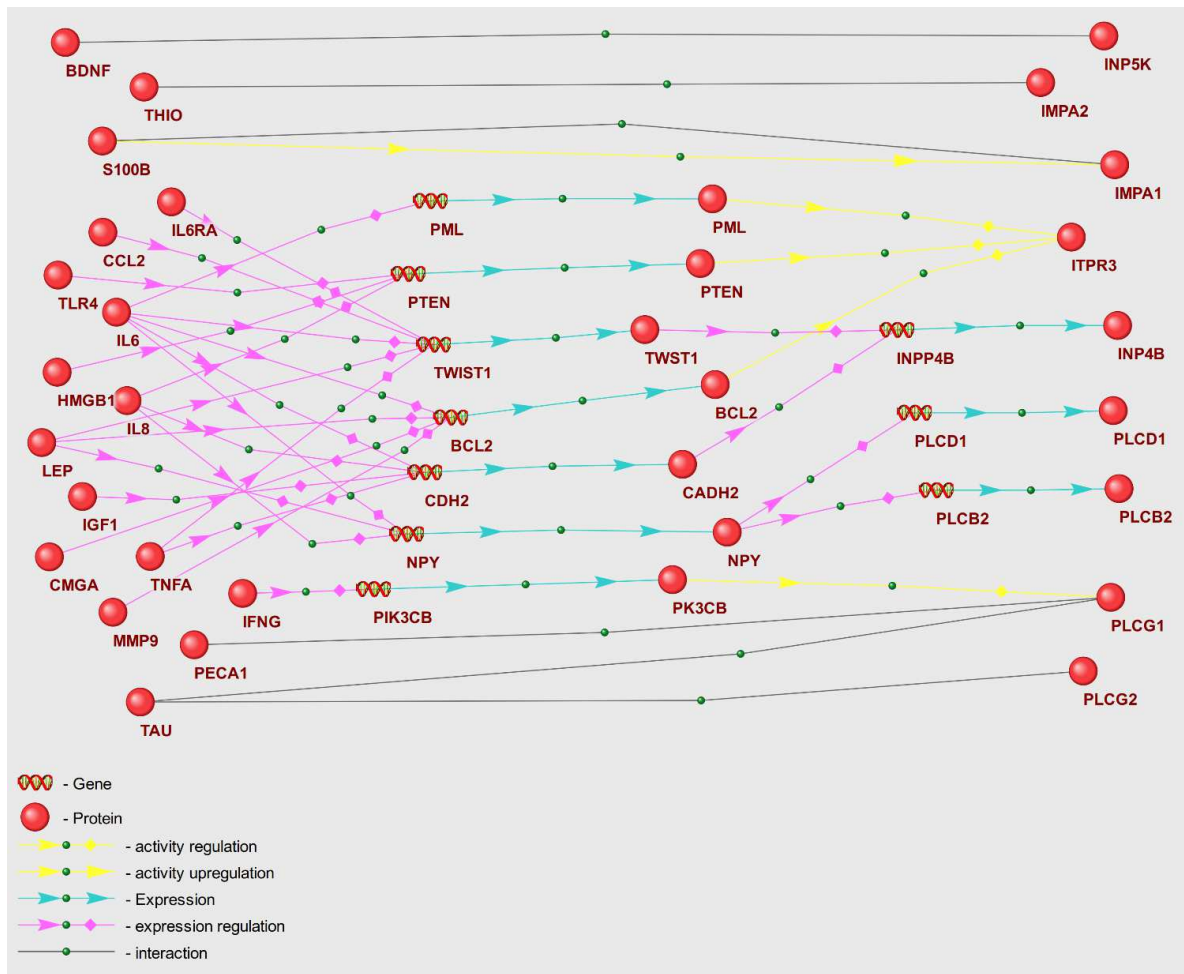 BDNF
INP5K
THIO
IMPA2
S100B
IMPA1
IL6RA
PML
PML
CCL2
ITPR3
TLR4
PTEN
PTEN
IL6
TWIST1
TWST1
INPP4B
INP4B
HMGB1
IL8
BCL2
BCL2
PLCD1
PLCD1
LEP
CDH2
CADH2
IGF1
PLCB2
PLCB2
CMGA
TNFA
NPY
NPY
MMP9
IFNG
PIK3CB
PK3CB
PLCG1
PECA1
TAU
PLCG2
- Gene
- Protein
- activity regulation
- activity upregulation
- Expression
- expression regulation
- interaction